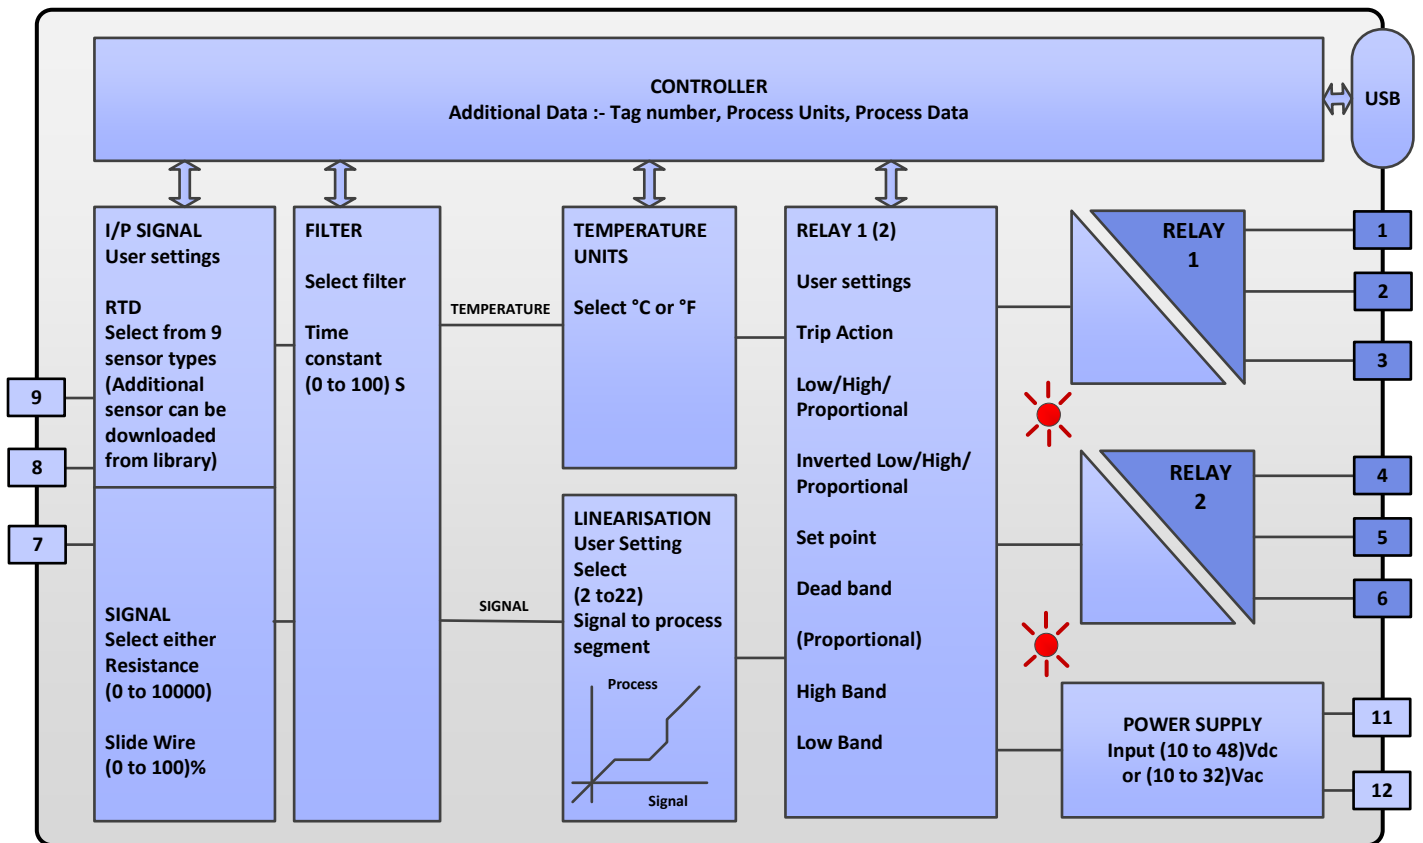 CONTROLLER
Additional Data :- Tag number, Process Units, Process Data
USB
I/P SIGNAL
User settings
RTD
Select from 9
sensor types
(Additional
sensor can be
downloaded
from library)
SIGNAL
Select either
Resistance
(0 to 10000)
Slide Wire
(0 to 100)%
9
8
7
FILTER
Select filter
Time
constant
(0 to 100) S
TEMPERATURE
SIGNAL
TEMPERATURE
UNITS
Select °C or °F
LINEARISATION
User Setting
Select
(2 to22)
Signal to process
segment
Process
Signal
RELAY 1 (2)
User settings
Trip Action
Low/High/
Proportional
Inverted Low/High/
Proportional
Set point
Dead band
(Proportional)
High Band
Low Band
RELAY
1
1
2
3
RELAY
2
4
5
6
POWER SUPPLY
Input (10 to 48)Vdc
or (10 to 32)Vac
11
12